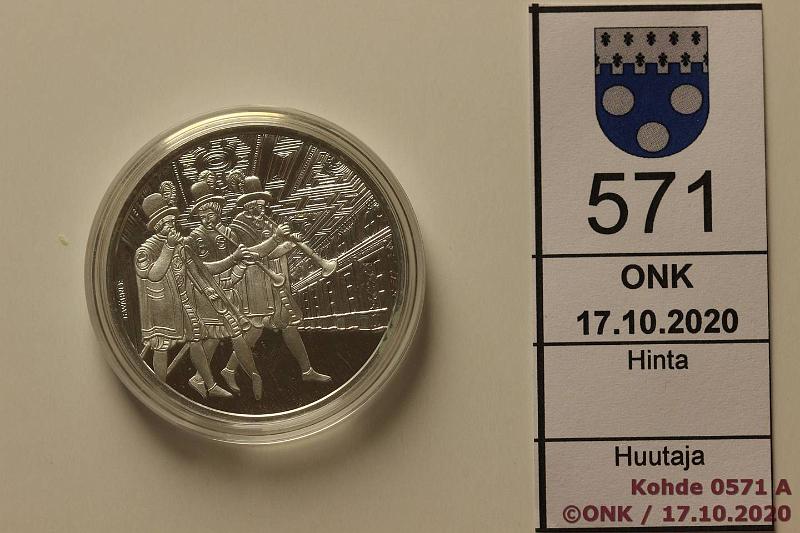 571
ONK
17.10.2020
Hinta
Huutaja
Kohde 0571 A
©ONK / 17.10.2020